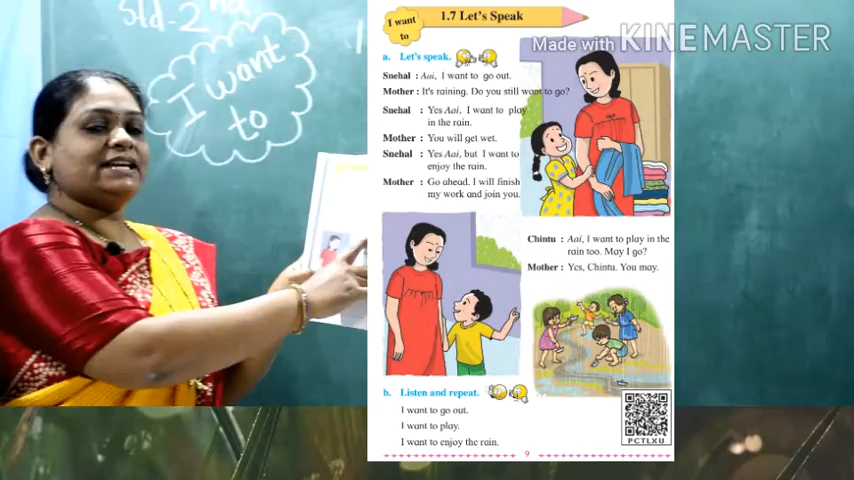 Std-2nd
I want
to
Made with KINEMASTER
I want
to
1.7 Let's Speak
a. Let's speak.
Snehal : Aai, I want to go out.
Mother : It's raining. Do you still want to go?
Snehal : Yes Aai, I want to play
in the rain.
Mother : You will get wet.
Snehal : Yes Aai, but I want to
enjoy the rain.
Mother : Go ahead. I will finish
my work and join you.
Chintu : Aai, I want to play in the
rain too. May I go?
Mother : Yes, Chintu. You may.
b. Listen and repeat.
I want to go out.
I want to play.
I want to enjoy the rain.
PCTLXU
9